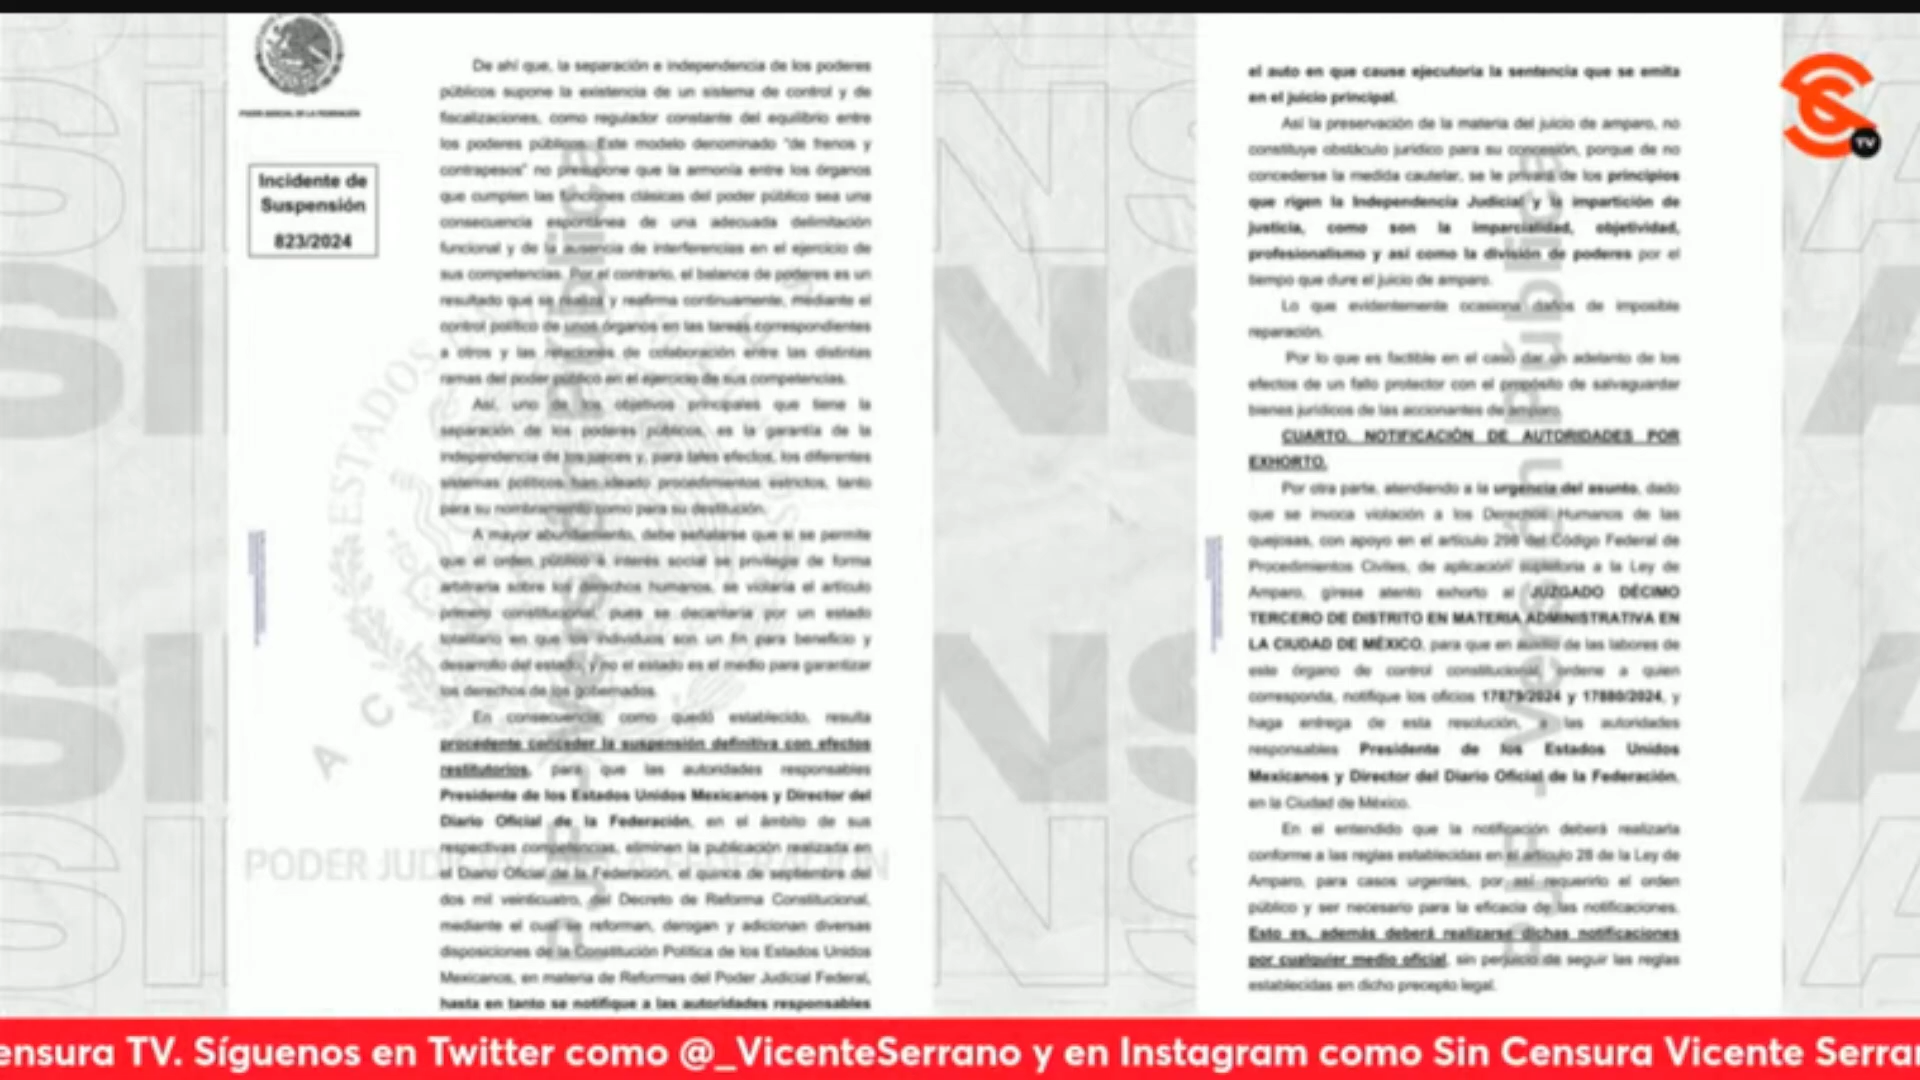 PODER JUDICIAL DE LA FEDERACIÓN
Incidente de
Suspensión
823/2024
De ahí que, la separación e independencia de los poderes
públicos supone la existencia de un sistema de control y de
fiscalizaciones, como regulador constante del equilibrio entre
los poderes públicos. Este modelo denominado "de frenos y
contrapesos" no presupone que la armonía entre los órganos
que cumplen las funciones clásicas del poder público sea una
consecuencia espontánea de una adecuada delimitación
funcional y de la ausencia de interferencias en el ejercicio de
sus competencias. Por el contrario, el balance de poderes es un
resultado que se realiza y reafirma continuamente, mediante el
control político de unos órganos en las tareas correspondientes
a otros y las relaciones de colaboración entre las distintas
ramas del poder público en el ejercicio de sus competencias.
Así, uno de los objetivos principales que tiene la
separación de los poderes públicos, es la garantía de la
independencia de los jueces y, para tales efectos, los diferentes
sistemas políticos han ideado procedimientos estrictos, tanto
para su nombramiento como para su destitución.
A mayor abundamiento, debe señalarse que si se permite
que el orden público e interés social se privilegie de forma
arbitraria sobre los derechos humanos, se violaría el artículo
primero constitucional, pues se decantaría por un estado
totalitario en que los individuos son un fin para beneficio y
desarrollo del estado, y no el estado es el medio para garantizar
los derechos de los gobernados.
En consecuencia, como quedó establecido, resulta
procedente conceder la suspensión definitiva con efectos
restitutorios, para que las autoridades responsables
Presidente de los Estados Unidos Mexicanos y Director del
Diario Oficial de la Federación, en el ámbito de sus
respectivas competencias, eliminen la publicación realizada en
el Diario Oficial de la Federación, el quince de septiembre del
dos mil veinticuatro, del Decreto de Reforma Constitucional,
mediante el cual se reforman, derogan y adicionan diversas
disposiciones de la Constitución Política de los Estados Unidos
Mexicanos, en materia de Reformas del Poder Judicial Federal,
hasta en tanto se notifique a las autoridades responsables
PODER JUDICIAL DE LA FEDERACIÓN
el auto en que cause ejecutoria la sentencia que se emita
en el juicio principal.
Así la preservación de la materia del juicio de amparo, no
constituye obstáculo jurídico para su concesión, porque de no
concederse la medida cautelar, se le privará de los principios
que rigen la Independencia Judicial y la impartición de
justicia, como son la imparcialidad, objetividad,
profesionalismo y así como la división de poderes por el
tiempo que dure el juicio de amparo.
Lo que evidentemente ocasiona daños de imposible
reparación.
Por lo que es factible en el caso dar un adelanto de los
efectos de un fallo protector con el propósito de salvaguardar
bienes jurídicos de las accionantes de amparo.
CUARTO. NOTIFICACIÓN DE AUTORIDADES POR
EXHORTO.
Por otra parte, atendiendo a la urgencia del asunto, dado
que se invoca violación a los Derechos Humanos de las
quejosas, con apoyo en el artículo 298 del Código Federal de
Procedimientos Civiles, de aplicación supletoria a la Ley de
Amparo, gírese atento exhorto al JUZGADO DÉCIMO
TERCERO DE DISTRITO EN MATERIA ADMINISTRATIVA EN
LA CIUDAD DE MÉXICO, para que en auxilio de las labores de
este órgano de control constitucional, ordene a quien
corresponda, notifique los oficios 17879/2024 y 17880/2024, y
haga entrega de esta resolución, a las autoridades
responsables Presidente de los Estados Unidos
Mexicanos y Director del Diario Oficial de la Federación,
en la Ciudad de México.
En el entendido que la notificación deberá realizarla
conforme a las reglas establecidas en el artículo 28 de la Ley de
Amparo, para casos urgentes, por así requerirlo el orden
público y ser necesario para la eficacia de las notificaciones.
Esto es, además deberá realizarse dichas notificaciones
por cualquier medio oficial, sin perjuicio de seguir las reglas
establecidas en dicho precepto legal.
TV
ensura TV. Síguenos en Twitter como @_VicenteSerrano y en Instagram como Sin Censura Vicente Serran